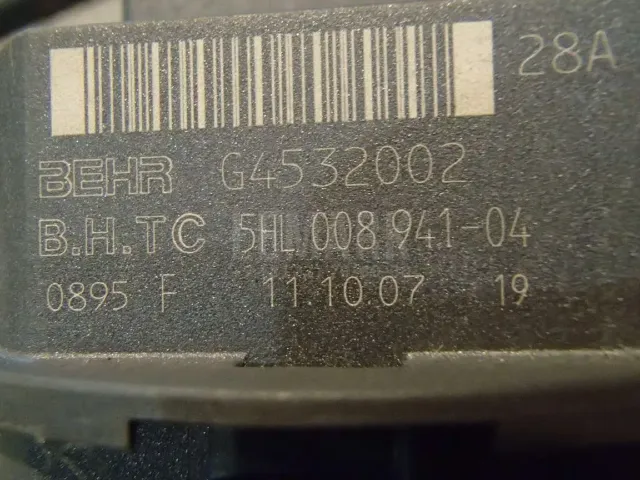 28A
BEHR G4532002
B.H.TC 5HL 008 941-04
0895 F 11.10.07 19